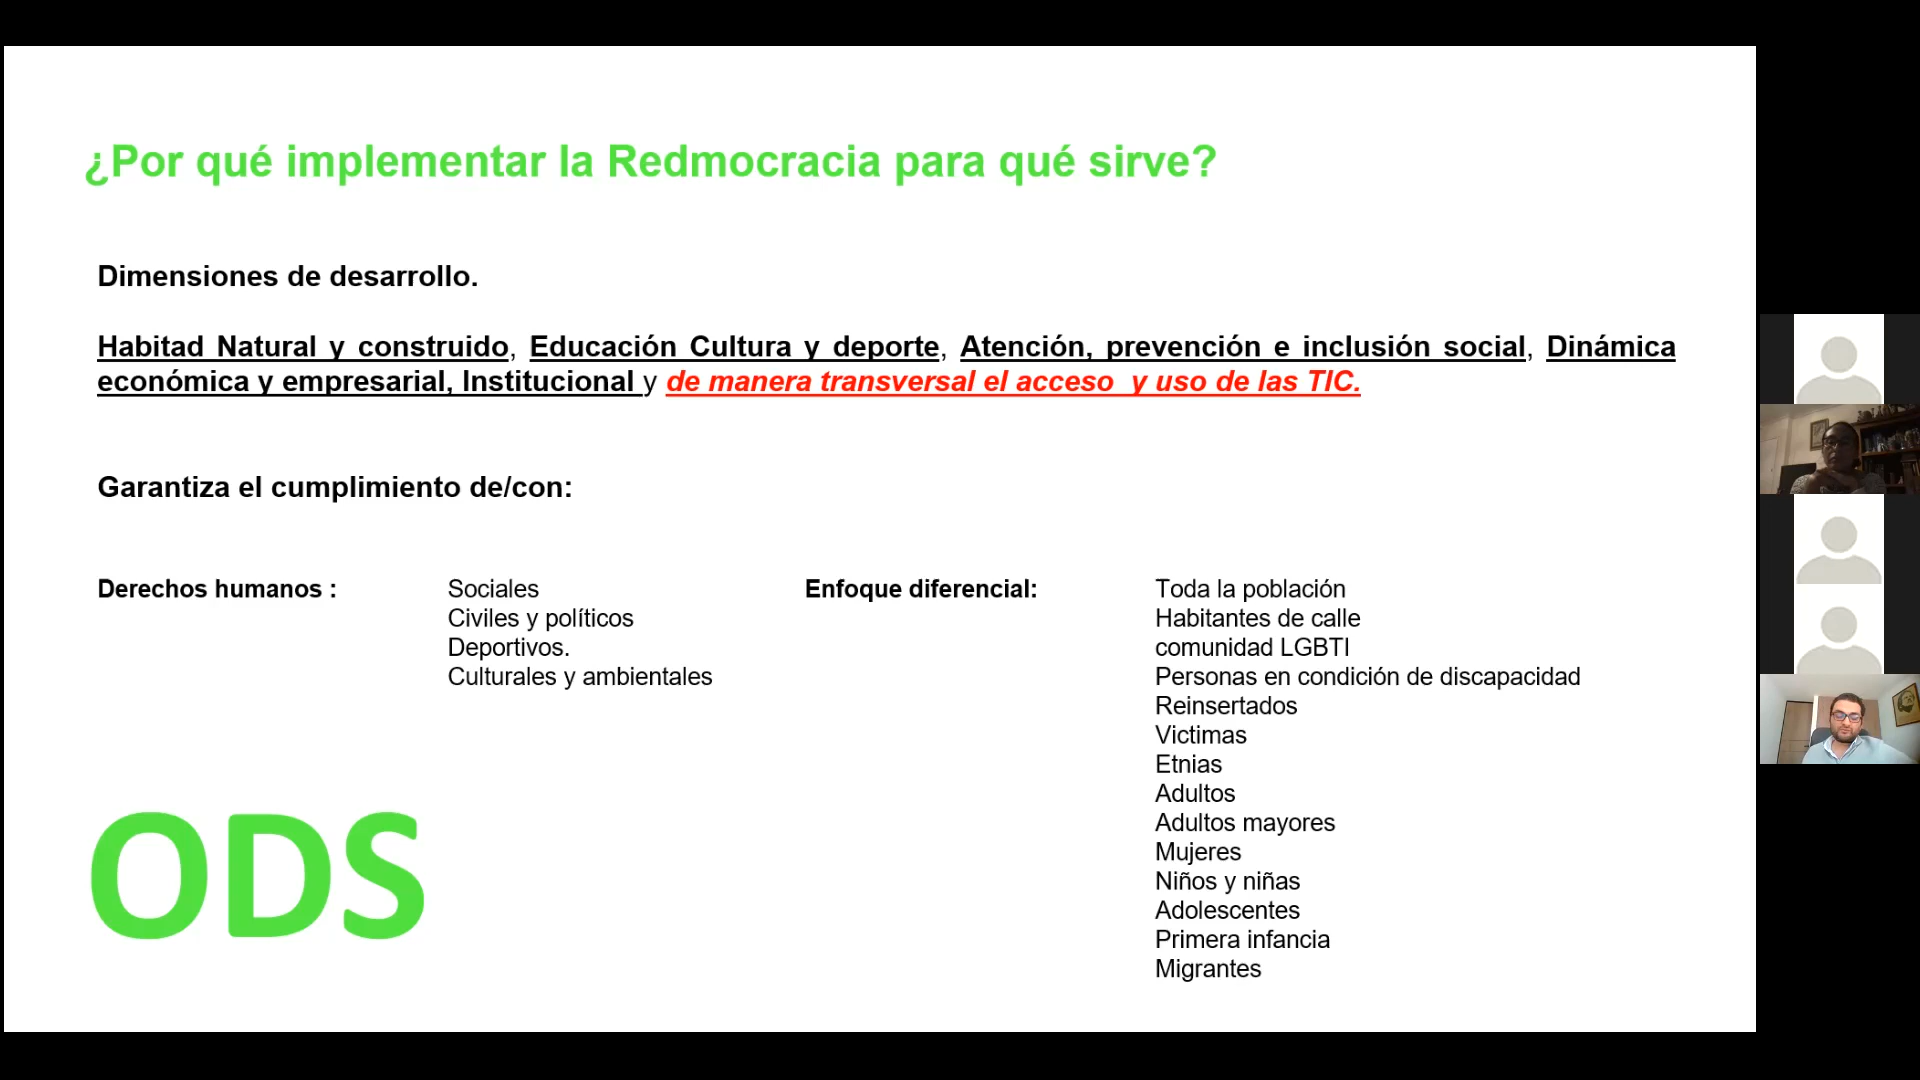 ¿Por qué implementar la Redmocracia para qué sirve?
Dimensiones de desarrollo.
Habitad Natural y construido, Educación Cultura y deporte, Atención, prevención e inclusión social, Dinámica
económica y empresarial, Institucional y de manera transversal el acceso y uso de las TIC.
Garantiza el cumplimiento de/con:
Derechos humanos :
Sociales
Civiles y políticos
Deportivos.
Culturales y ambientales
Enfoque diferencial:
Toda la población
Habitantes de calle
comunidad LGBTI
Personas en condición de discapacidad
Reinsertados
Victimas
Etnias
Adultos
Adultos mayores
Mujeres
Niños y niñas
Adolescentes
Primera infancia
Migrantes
ODS